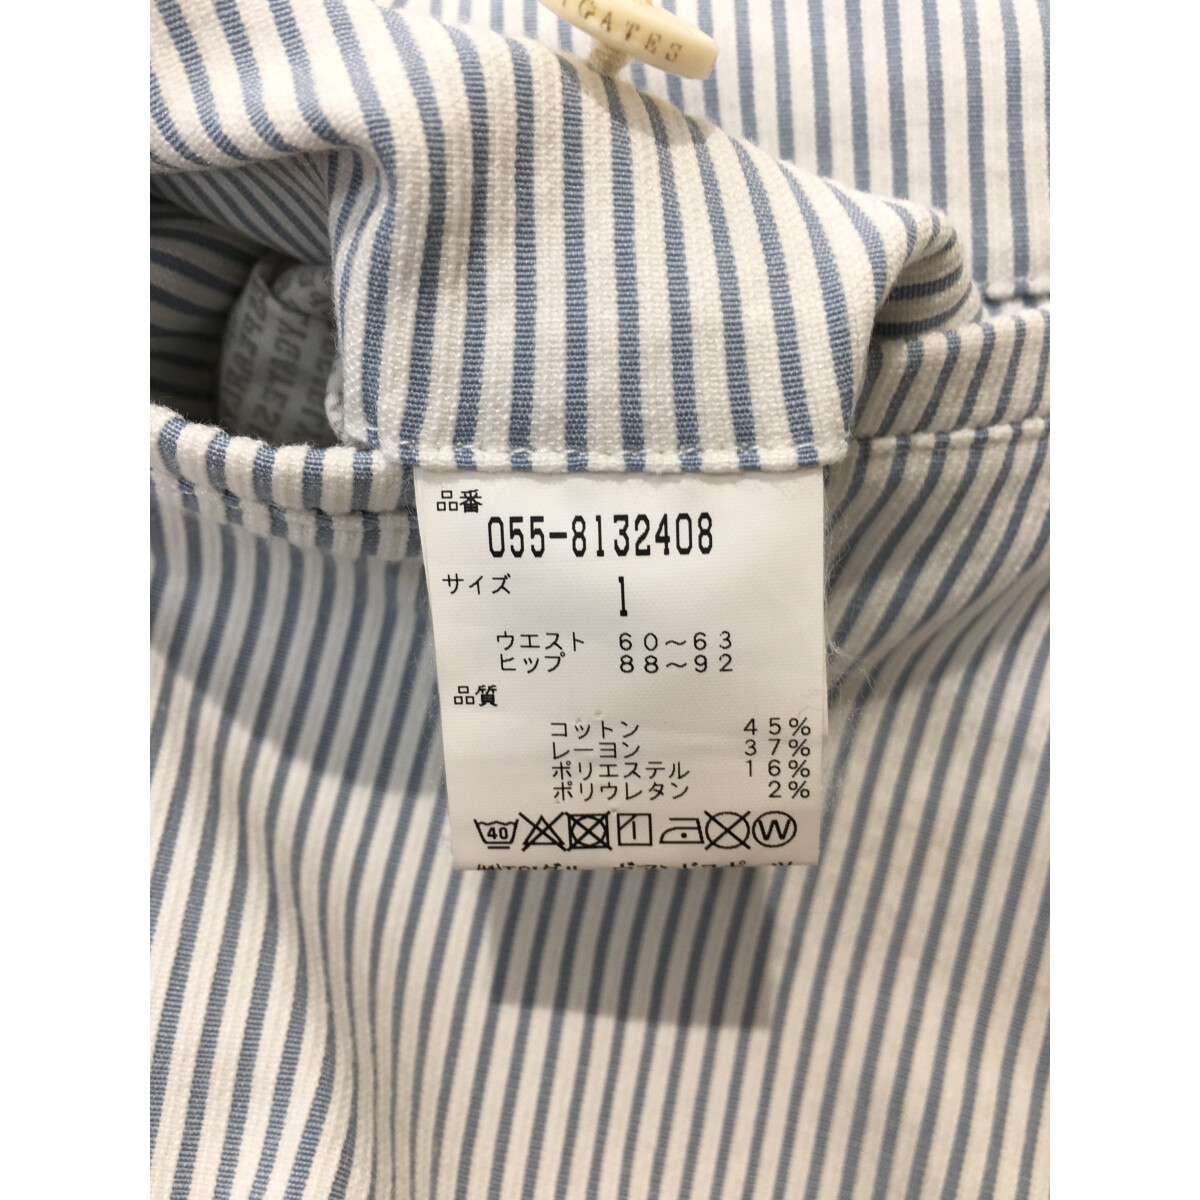 GATES
品番
055-8132408
サイズ 1
ウエスト 60～63
ヒップ 88～92
品質
コットン 45%
レーヨン 37%
ポリエステル 16%
ポリウレタン 2%
40 W